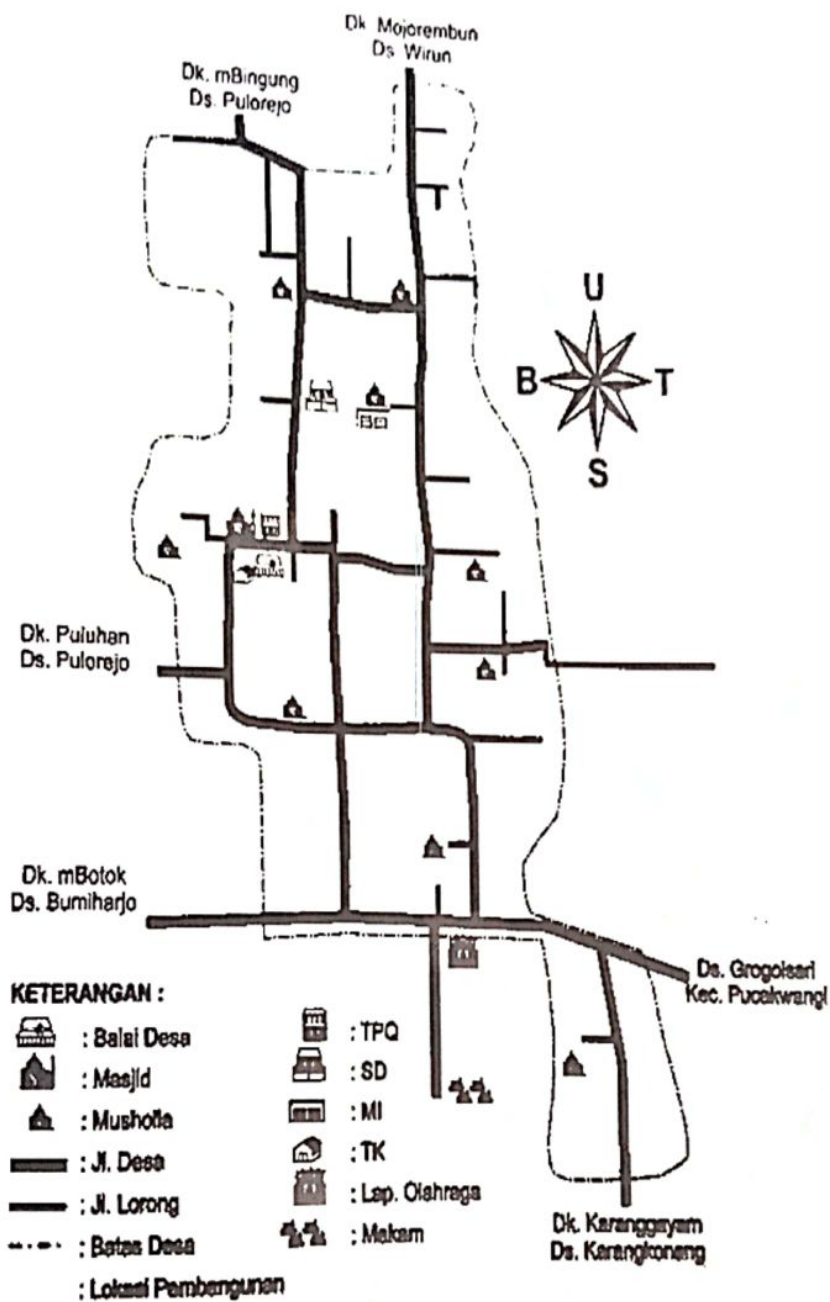 Dk. Mojorembun
Ds. Wirun
Dk. mBingung
Ds. Pulorejo
U
B
T
S
Dk. Puluhan
Ds. Pulorejo
Dk. mBotok
Ds. Bumiharjo
Ds. Grogolsari
Kec. Pucakwangi
KETERANGAN :
: Balai Desa
: Masjid
: Musholla
: Jl. Desa
: Jl. Lorong
: Batas Desa
: Lokasi Pembangunan
: TPQ
: SD
: MI
: TK
: Lap. Olahraga
: Makam
Dk. Karanggayam
Ds. Karangkonang